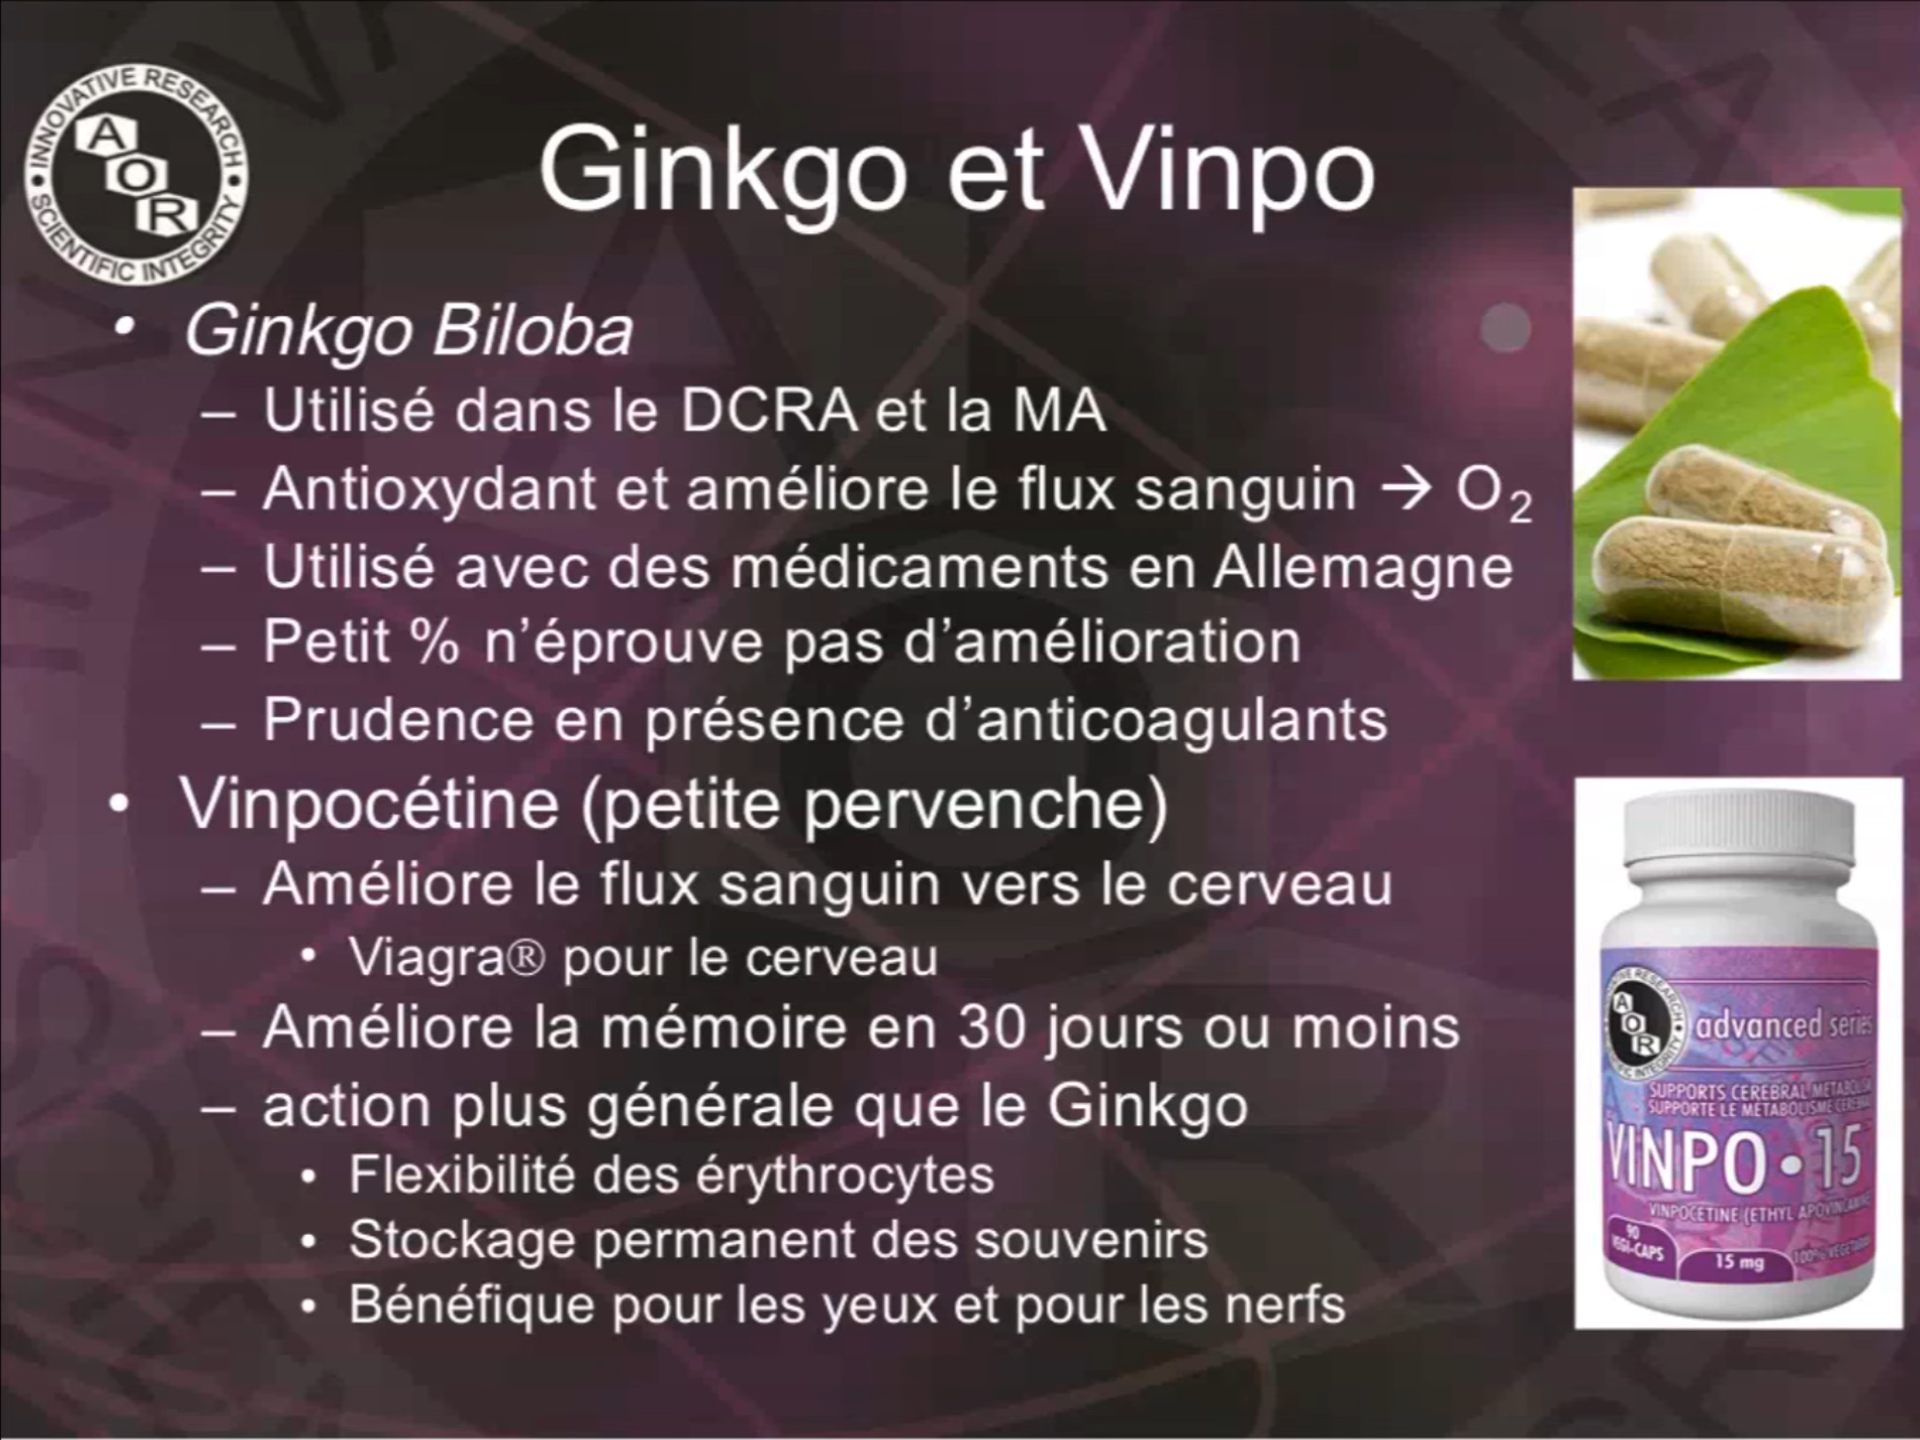 INNOVATIVE RESEARCH
SCIENTIFIC INTEGRITY
AOR
Ginkgo et Vinpo
• Ginkgo Biloba
– Utilisé dans le DCRA et la MA
– Antioxydant et améliore le flux sanguin → O₂
– Utilisé avec des médicaments en Allemagne
– Petit % n’éprouve pas d’amélioration
– Prudence en présence d’anticoagulants
• Vinpocétine (petite pervenche)
– Améliore le flux sanguin vers le cerveau
• Viagra® pour le cerveau
– Améliore la mémoire en 30 jours ou moins
– action plus générale que le Ginkgo
• Flexibilité des érythrocytes
• Stockage permanent des souvenirs
• Bénéfique pour les yeux et pour les nerfs
AOR
advanced series
SUPPORTS CEREBRAL
SUPPORTE LE
VINPO • 15
VINPOCETINE (ETHYL
90
VEGI-CAPS
15 mg
100%